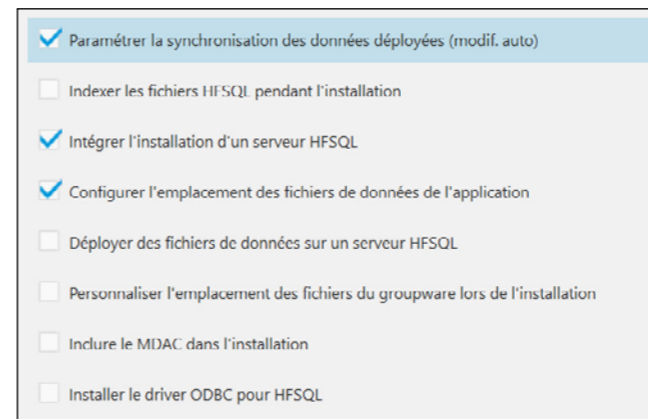 Paramétrer la synchronisation des données déployées (modif. auto)
Indexer les fichiers HFSQL pendant l'installation
Intégrer l'installation d'un serveur HFSQL
Configurer l'emplacement des fichiers de données de l'application
Déployer des fichiers de données sur un serveur HFSQL
Personnaliser l'emplacement des fichiers du groupware lors de l'installation
Inclure le MDAC dans l'installation
Installer le driver ODBC pour HFSQL